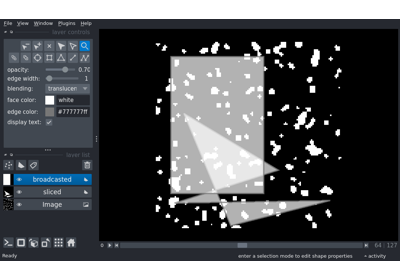 File View Window Plugins Help
layer controls
opacity: 0.70
edge width: 1
blending: translucen
face color: white
edge color: #777777ff
display text:
layer list
broadcasted
sliced
Image
0
64 | 127
Ready
enter a selection mode to edit shape properties
activity